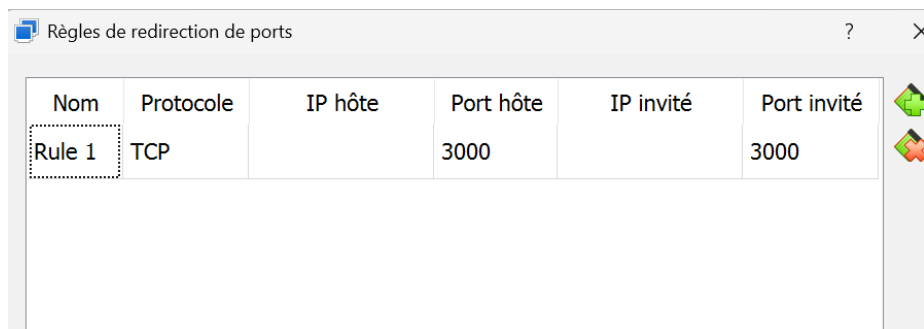 Règles de redirection de ports ?
Nom Protocole IP hôte Port hôte IP invité Port invité
Rule 1 TCP 3000 3000